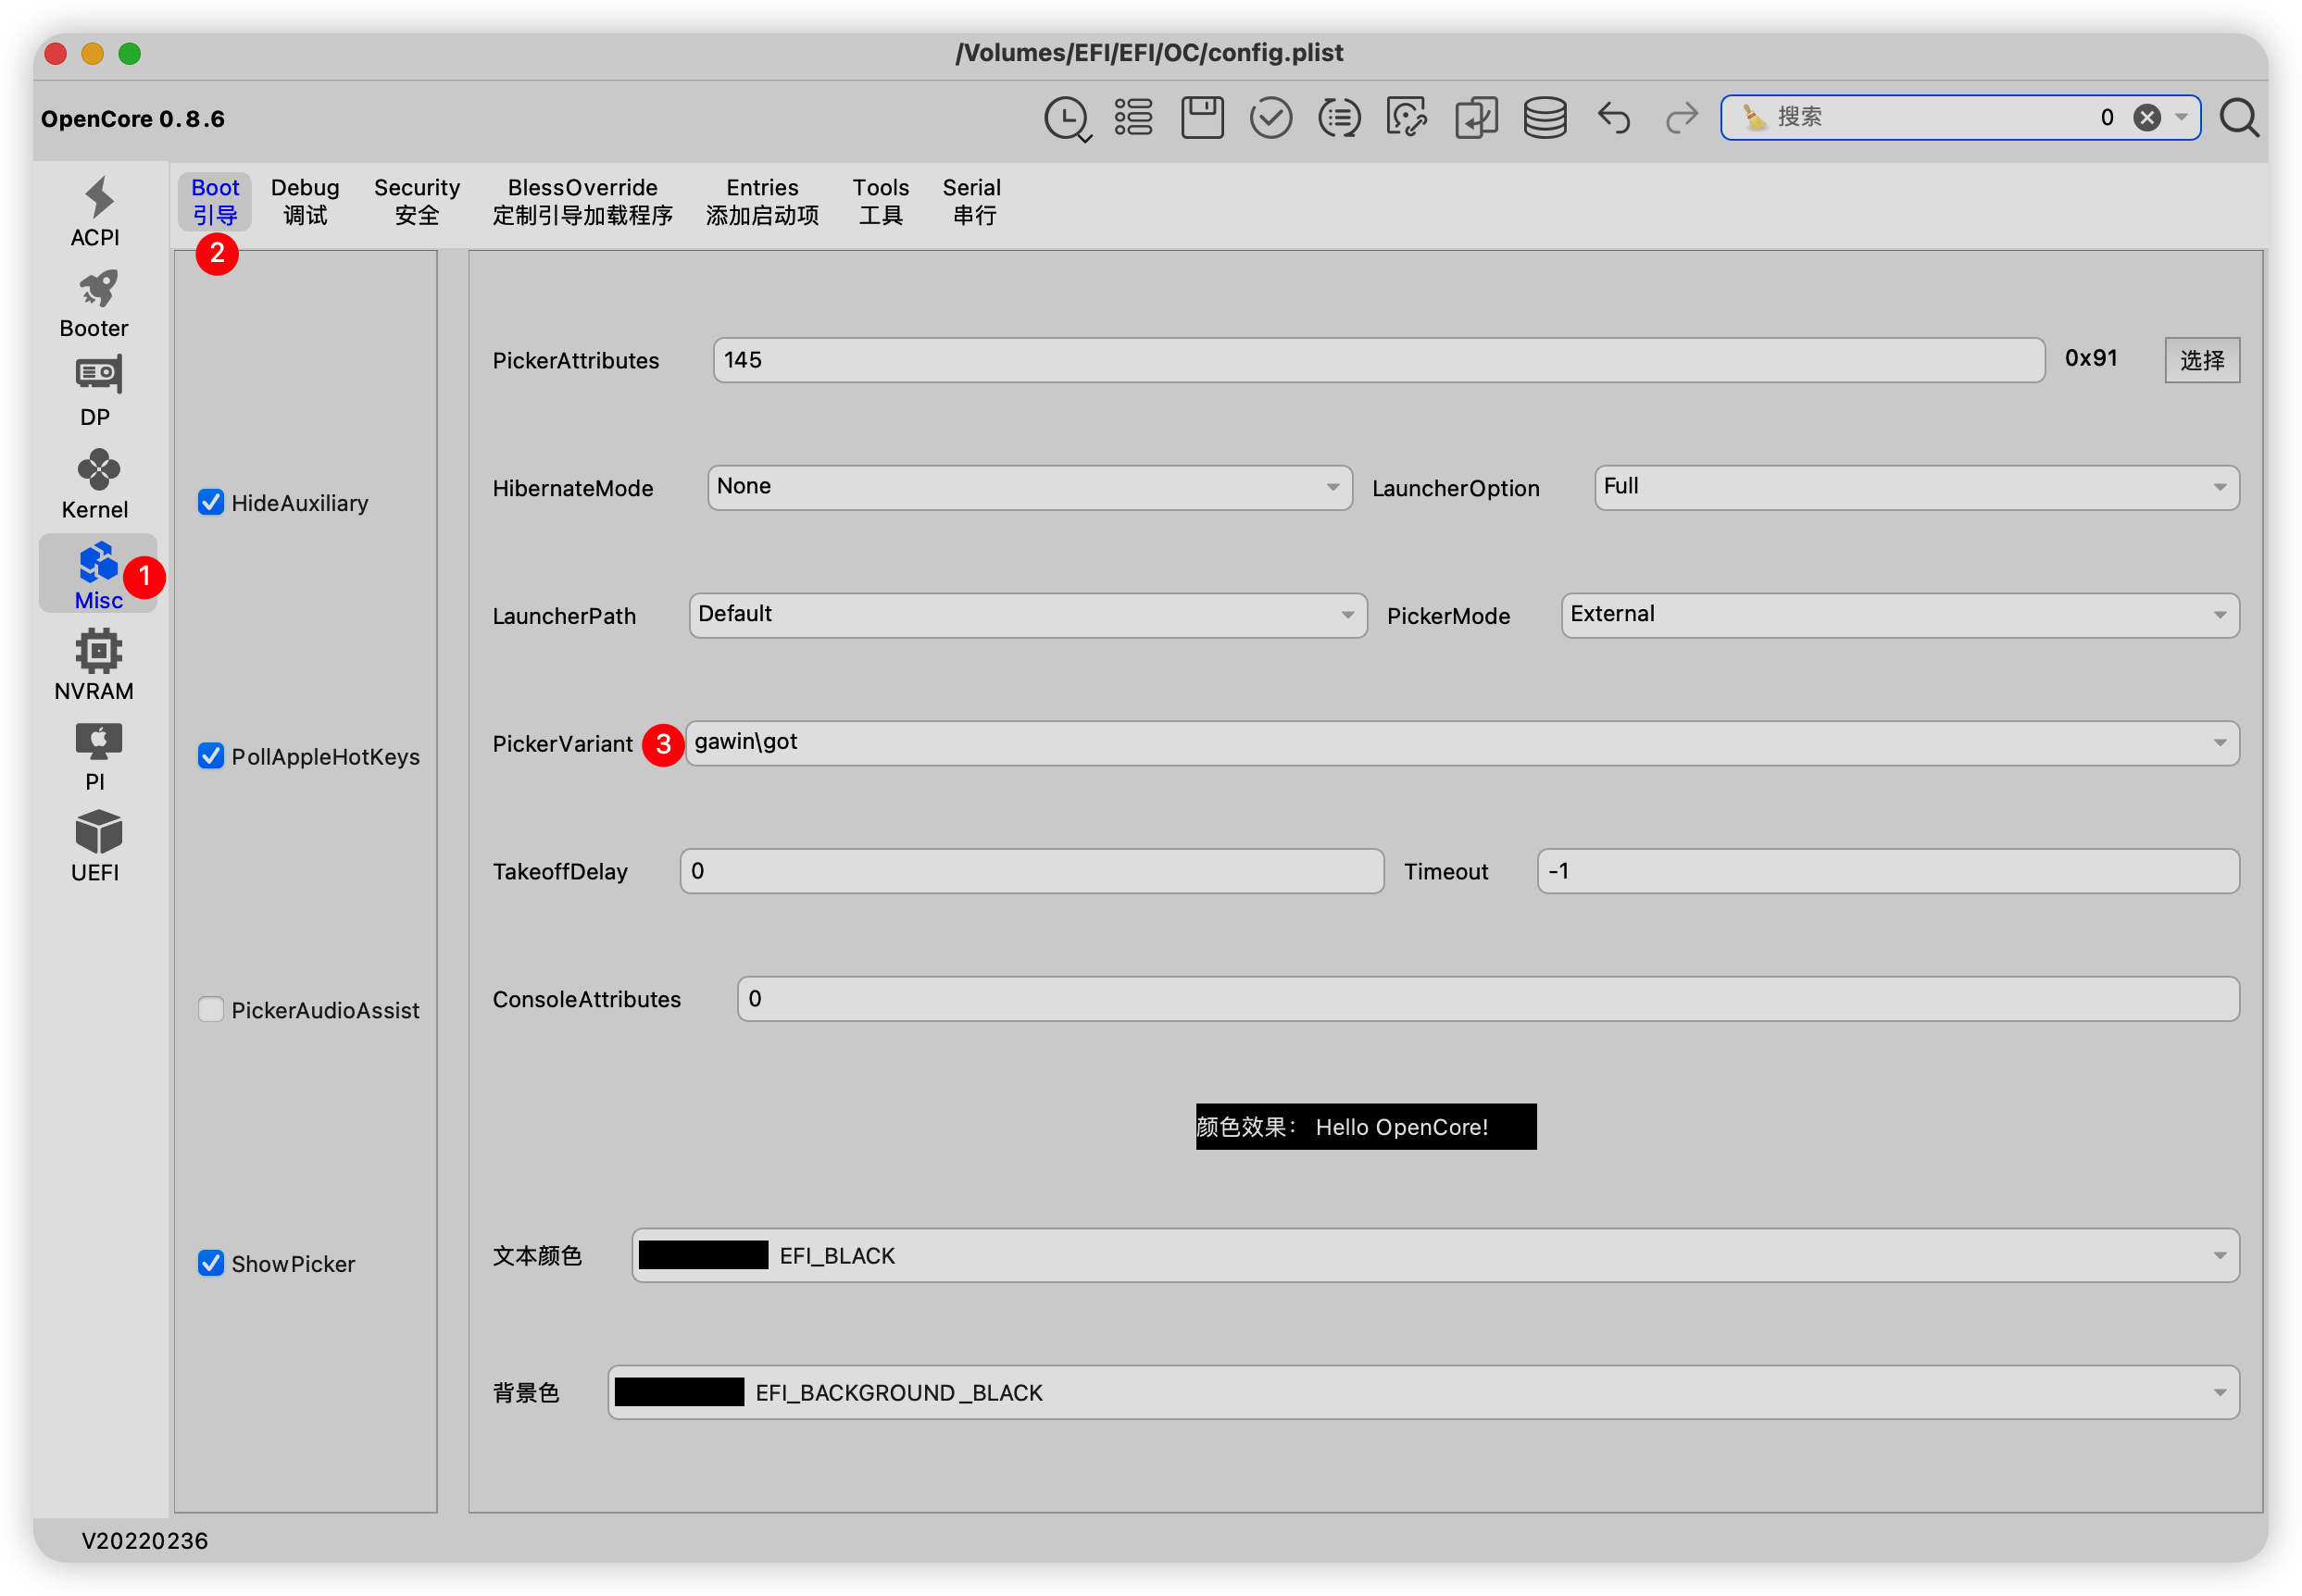 /Volumes/EFI/EFI/OC/config.plist
OpenCore 0.8.6
搜索
0
ACPI
Booter
DP
Kernel
Misc
1
NVRAM
PI
UEFI
Boot
引导
2
Debug
调试
Security
安全
BlessOverride
定制引导加载程序
Entries
添加启动项
Tools
工具
Serial
串行
HideAuxiliary
PollAppleHotKeys
PickerAudioAssist
ShowPicker
PickerAttributes 145 0x91 选择
HibernateMode None LauncherOption Full
LauncherPath Default PickerMode External
PickerVariant 3 gawin\got
TakeoffDelay 0 Timeout -1
ConsoleAttributes 0
颜色效果： Hello OpenCore!
文本颜色 EFI_BLACK
背景色 EFI_BACKGROUND_BLACK
V20220236